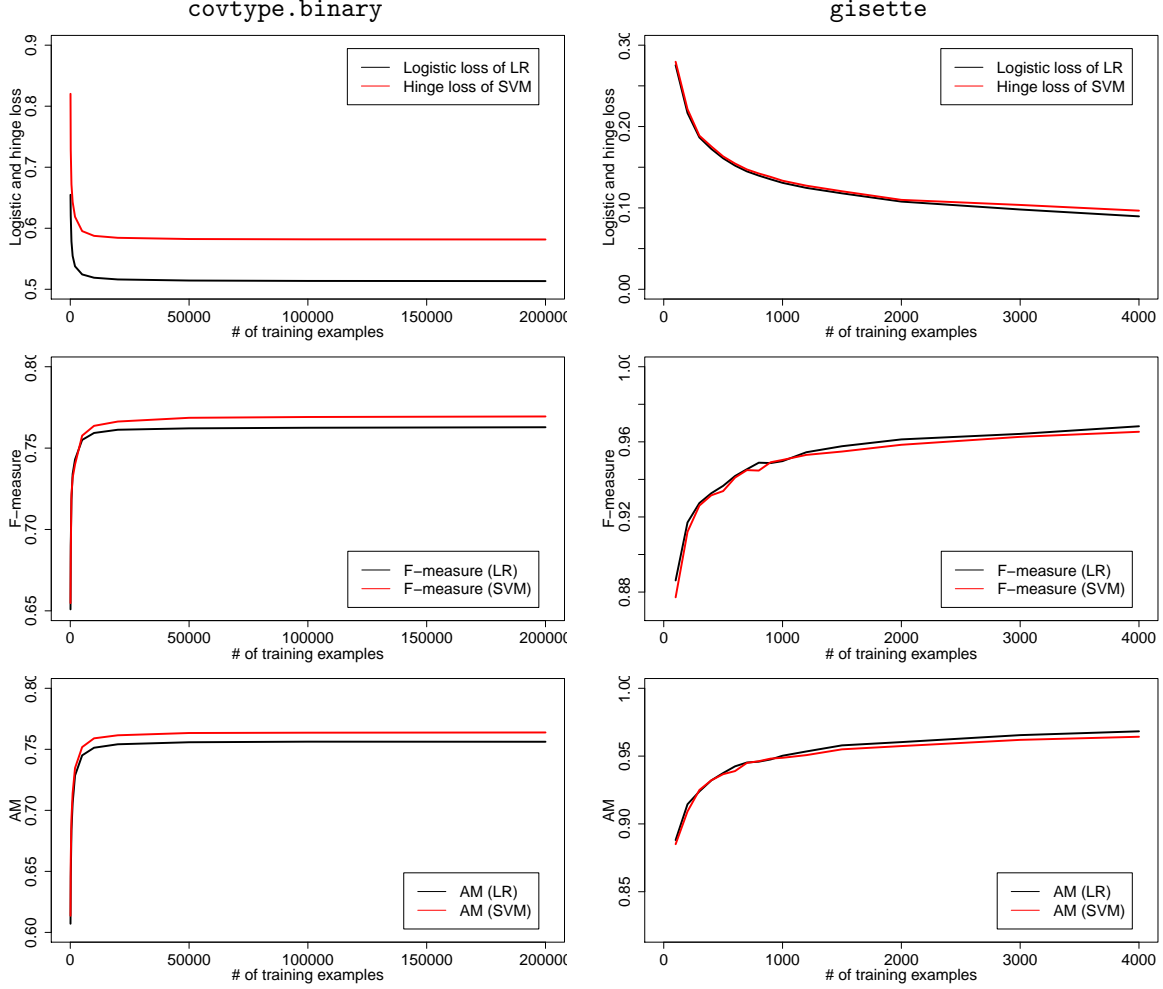 covtype.binary
gisette
Logistic and hinge loss
0.9
0.8
0.7
0.6
0.5
Logistic loss of LR
Hinge loss of SVM
0 50000 100000 150000 200000
# of training examples
Logistic and hinge loss
0.30
0.20
0.10
0.00
Logistic loss of LR
Hinge loss of SVM
0 1000 2000 3000 4000
# of training examples
F−measure
0.80
0.75
0.70
0.65
F−measure (LR)
F−measure (SVM)
0 50000 100000 150000 200000
# of training examples
F−measure
1.00
0.96
0.92
0.88
F−measure (LR)
F−measure (SVM)
0 1000 2000 3000 4000
# of training examples
AM
0.80
0.75
0.70
0.65
0.60
AM (LR)
AM (SVM)
0 50000 100000 150000 200000
# of training examples
AM
1.00
0.95
0.90
0.85
AM (LR)
AM (SVM)
0 1000 2000 3000 4000
# of training examples